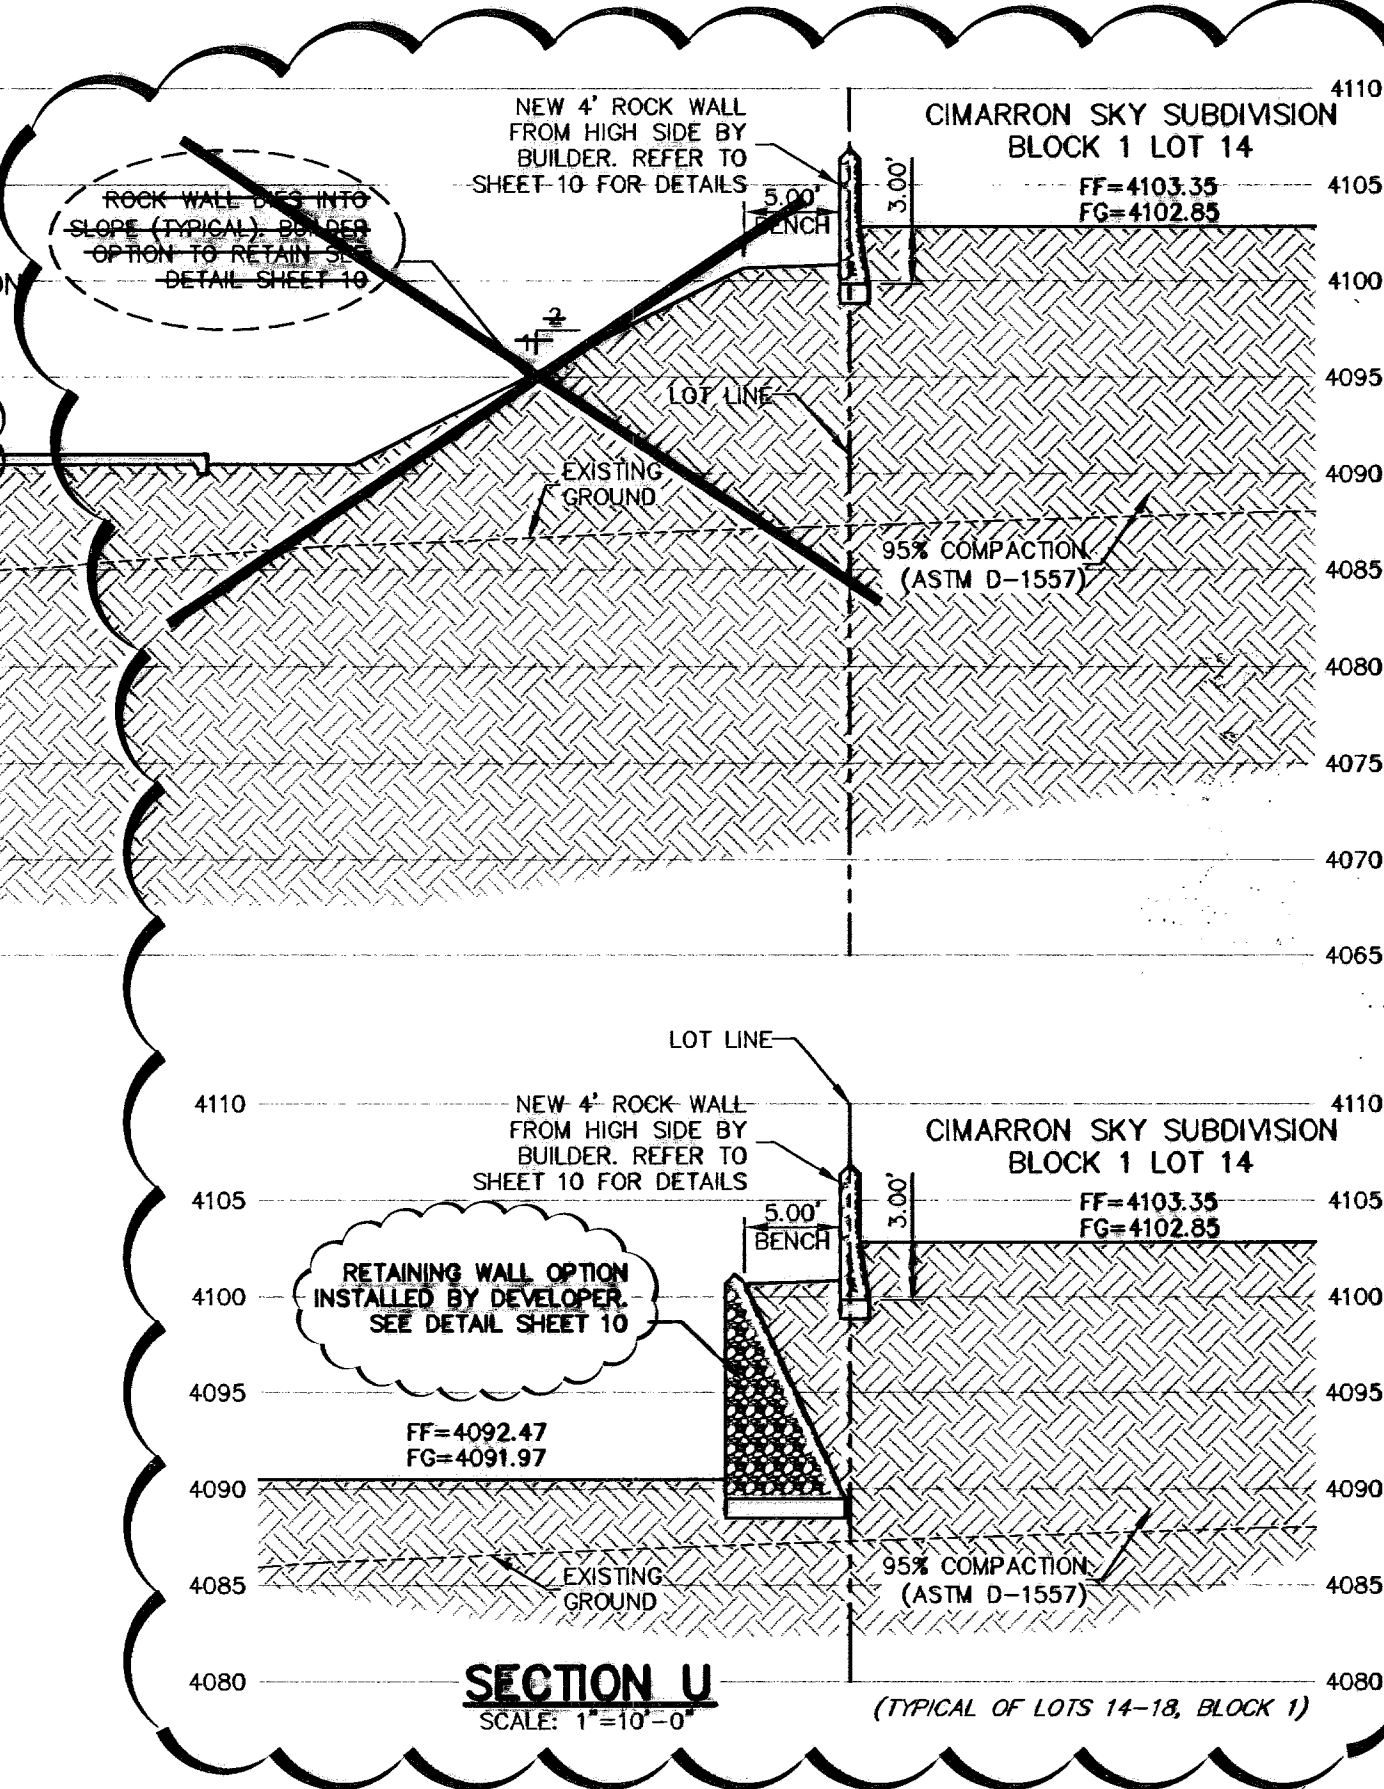 4110
NEW 4' ROCK WALL
FROM HIGH SIDE BY
BUILDER. REFER TO
SHEET 10 FOR DETAILS
CIMARRON SKY SUBDIVISION
BLOCK 1 LOT 14
FF=4103.35
FG=4102.85
4105
5.00'
BENCH
3.00'
ROCK WALL DIES INTO
SLOPE (TYPICAL). BUILDER
OPTION TO RETAIN SEE
DETAIL SHEET 10
4100
2
1
4095
LOT LINE
4090
EXISTING
GROUND
95% COMPACTION
(ASTM D-1557)
4085
4080
4075
4070
4065
LOT LINE
4110
4110
NEW 4' ROCK WALL
FROM HIGH SIDE BY
BUILDER. REFER TO
SHEET 10 FOR DETAILS
CIMARRON SKY SUBDIVISION
BLOCK 1 LOT 14
FF=4103.35
FG=4102.85
4105
4105
5.00'
BENCH
3.00'
RETAINING WALL OPTION
INSTALLED BY DEVELOPER.
SEE DETAIL SHEET 10
4100
4100
4095
4095
FF=4092.47
FG=4091.97
4090
4090
EXISTING
GROUND
95% COMPACTION
(ASTM D-1557)
4085
4085
4080
4080
SECTION U
SCALE: 1"=10'-0"
(TYPICAL OF LOTS 14-18, BLOCK 1)